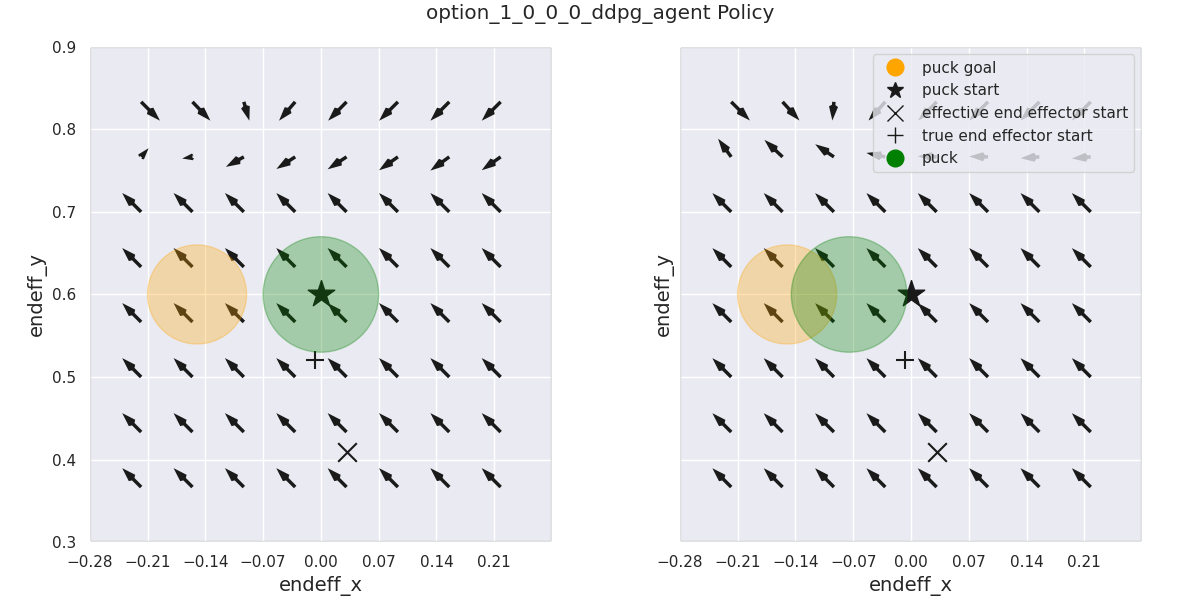 option_1_0_0_0_ddpg_agent Policy
endeff_y
0.9
0.8
0.7
0.6
0.5
0.4
0.3
−0.28 −0.21 −0.14 −0.07 0.00 0.07 0.14 0.21
endeff_x
endeff_y
puck goal
puck start
effective end effector start
true end effector start
puck
−0.28 −0.21 −0.14 −0.07 0.00 0.07 0.14 0.21
endeff_x